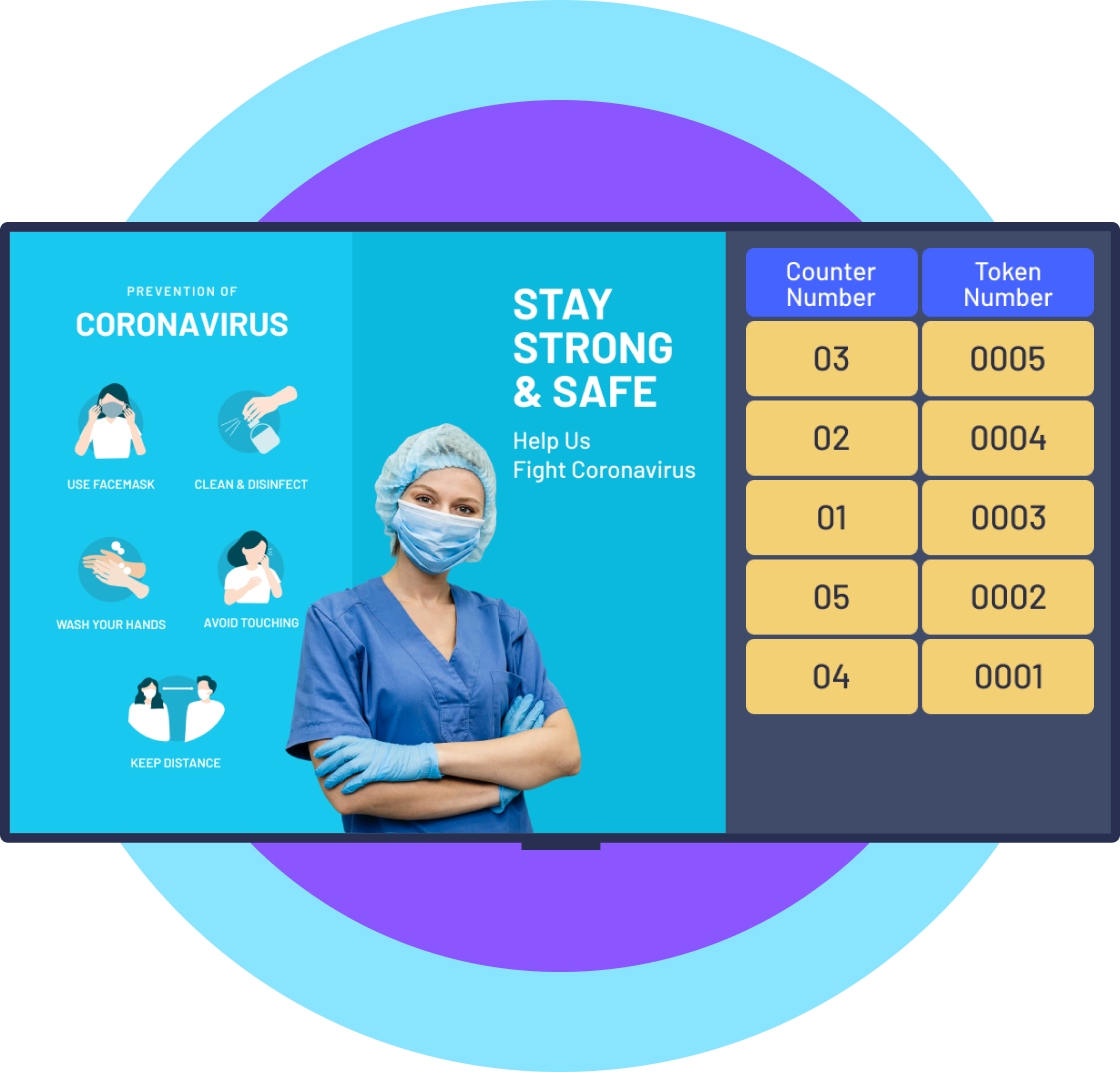 PREVENTION OF
CORONAVIRUS
USE FACEMASK
CLEAN & DISINFECT
WASH YOUR HANDS
AVOID TOUCHING
KEEP DISTANCE
STAY
STRONG
& SAFE
Help Us
Fight Coronavirus
Counter
Number
Token
Number
03
0005
02
0004
01
0003
05
0002
04
0001